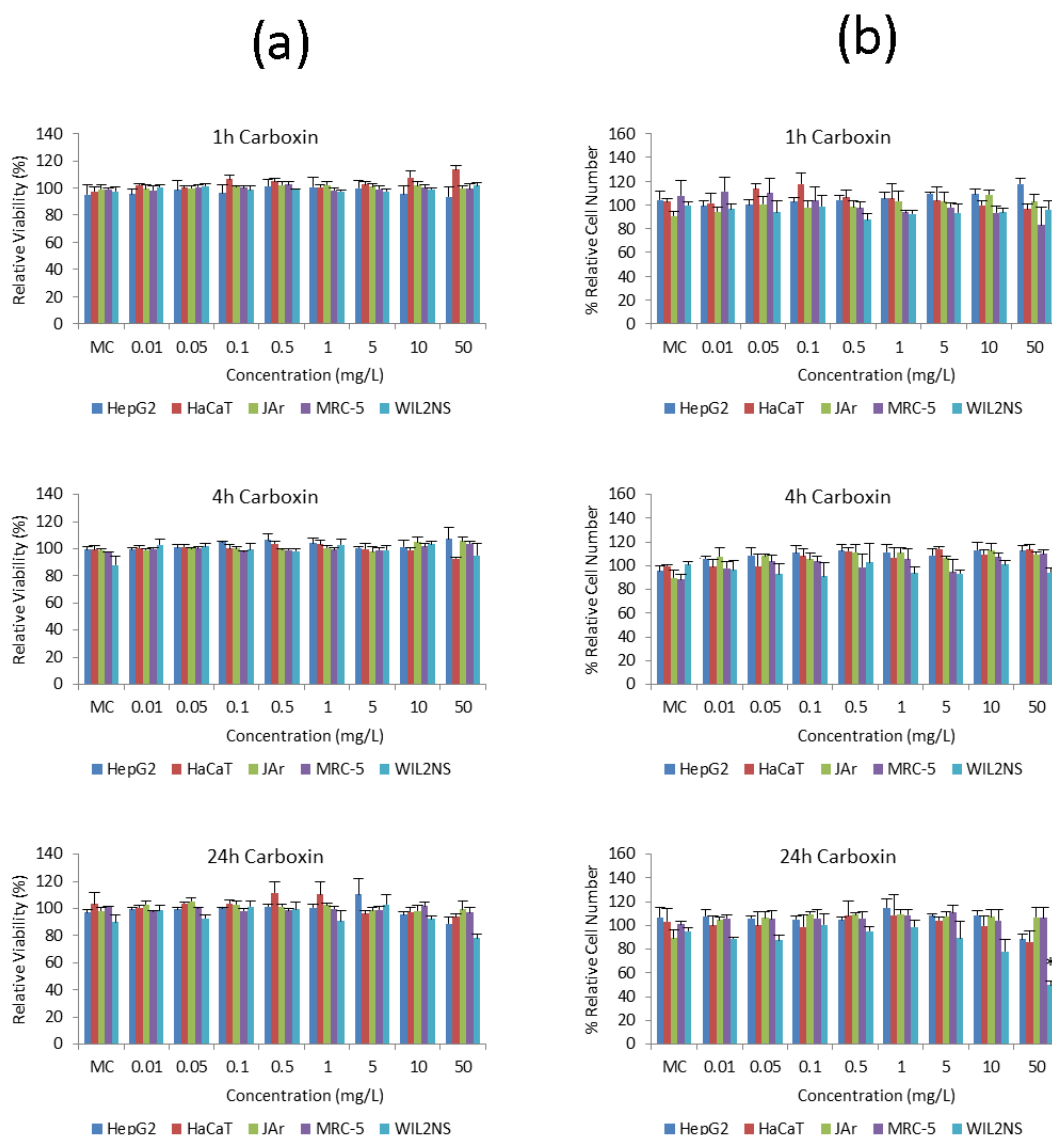 (a)
(b)
1h Carboxin
Relative Viability (%)
140
120
100
80
60
40
20
0
MC 0.01 0.05 0.1 0.5 1 5 10 50
Concentration (mg/L)
HepG2 HaCaT JAr MRC-5 WIL2NS
1h Carboxin
% Relative Cell Number
160
140
120
100
80
60
40
20
0
MC 0.01 0.05 0.1 0.5 1 5 10 50
Concentration (mg/L)
HepG2 HaCaT JAr MRC-5 WIL2NS
4h Carboxin
Relative Viability (%)
140
120
100
80
60
40
20
0
MC 0.01 0.05 0.1 0.5 1 5 10 50
Concentration (mg/L)
HepG2 HaCaT JAr MRC-5 WIL2NS
4h Carboxin
% Relative Cell Number
160
140
120
100
80
60
40
20
0
MC 0.01 0.05 0.1 0.5 1 5 10 50
Concentration (mg/L)
HepG2 HaCaT JAr MRC-5 WIL2NS
24h Carboxin
Relative Viability (%)
140
120
100
80
60
40
20
0
MC 0.01 0.05 0.1 0.5 1 5 10 50
Concentration (mg/L)
HepG2 HaCaT JAr MRC-5 WIL2NS
24h Carboxin
% Relative Cell Number
160
140
120
100
80
60
40
20
0
*
MC 0.01 0.05 0.1 0.5 1 5 10 50
Concentration (mg/L)
HepG2 HaCaT JAr MRC-5 WIL2NS